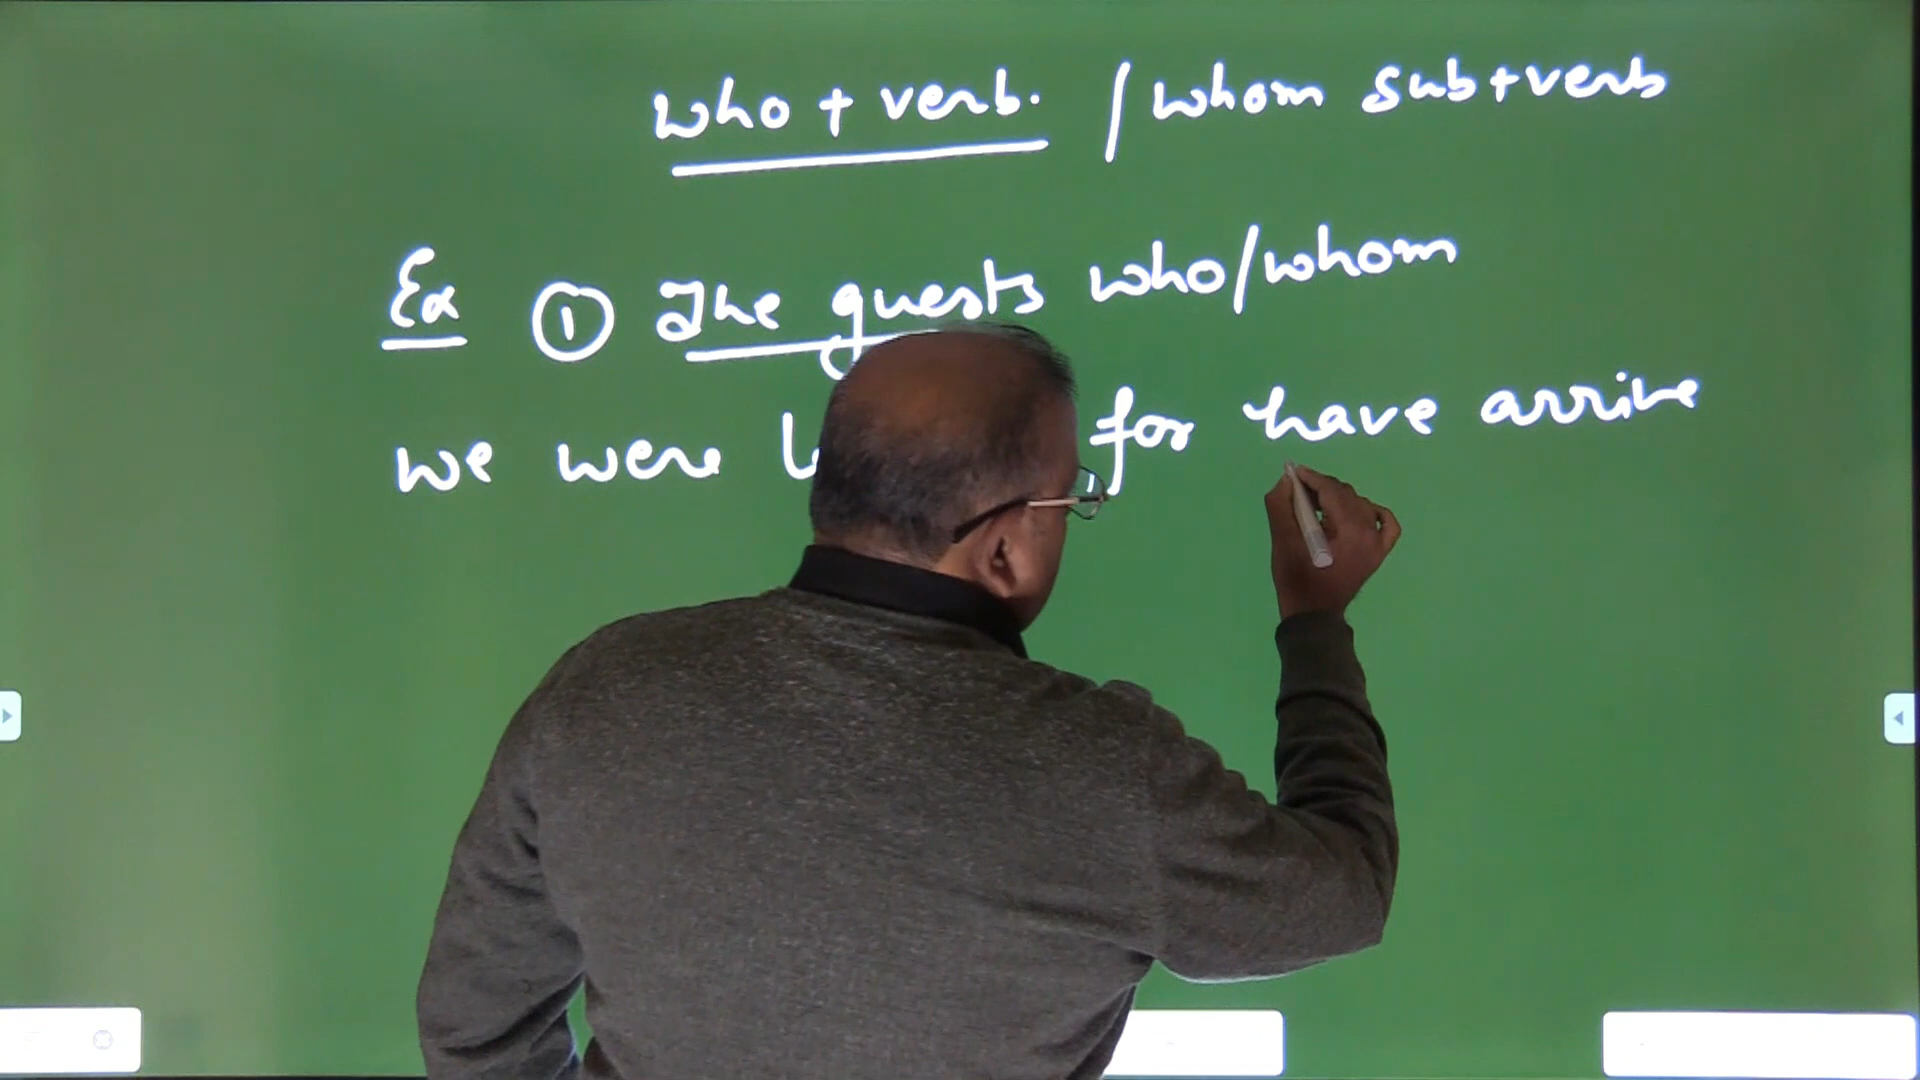 who + verb. / whom sub+verb
Ex ① The guests who/whom
we were for have arrive